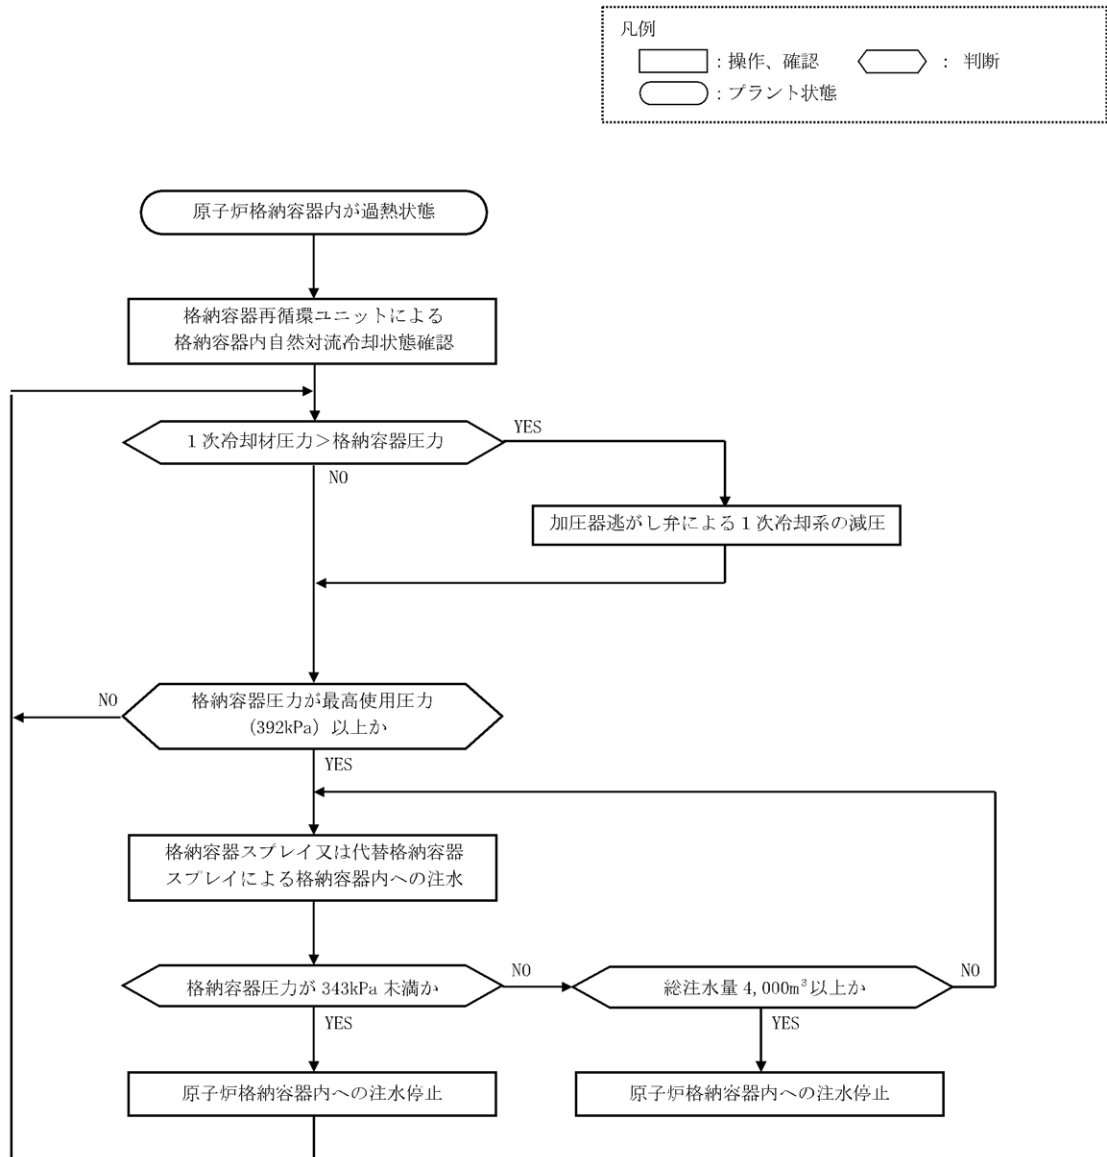 凡例
：操作、確認
： 判断
：プラント状態
原子炉格納容器内が過熱状態
格納容器再循環ユニットによる
格納容器内自然対流冷却状態確認
１次冷却材圧力＞格納容器圧力
YES
NO
加圧器逃がし弁による１次冷却系の減圧
NO
格納容器圧力が最高使用圧力
（392kPa）以上か
YES
格納容器スプレイ又は代替格納容器
スプレイによる格納容器内への注水
格納容器圧力が 343kPa 未満か
NO
総注水量 4,000m³以上か
NO
YES
YES
原子炉格納容器内への注水停止
原子炉格納容器内への注水停止